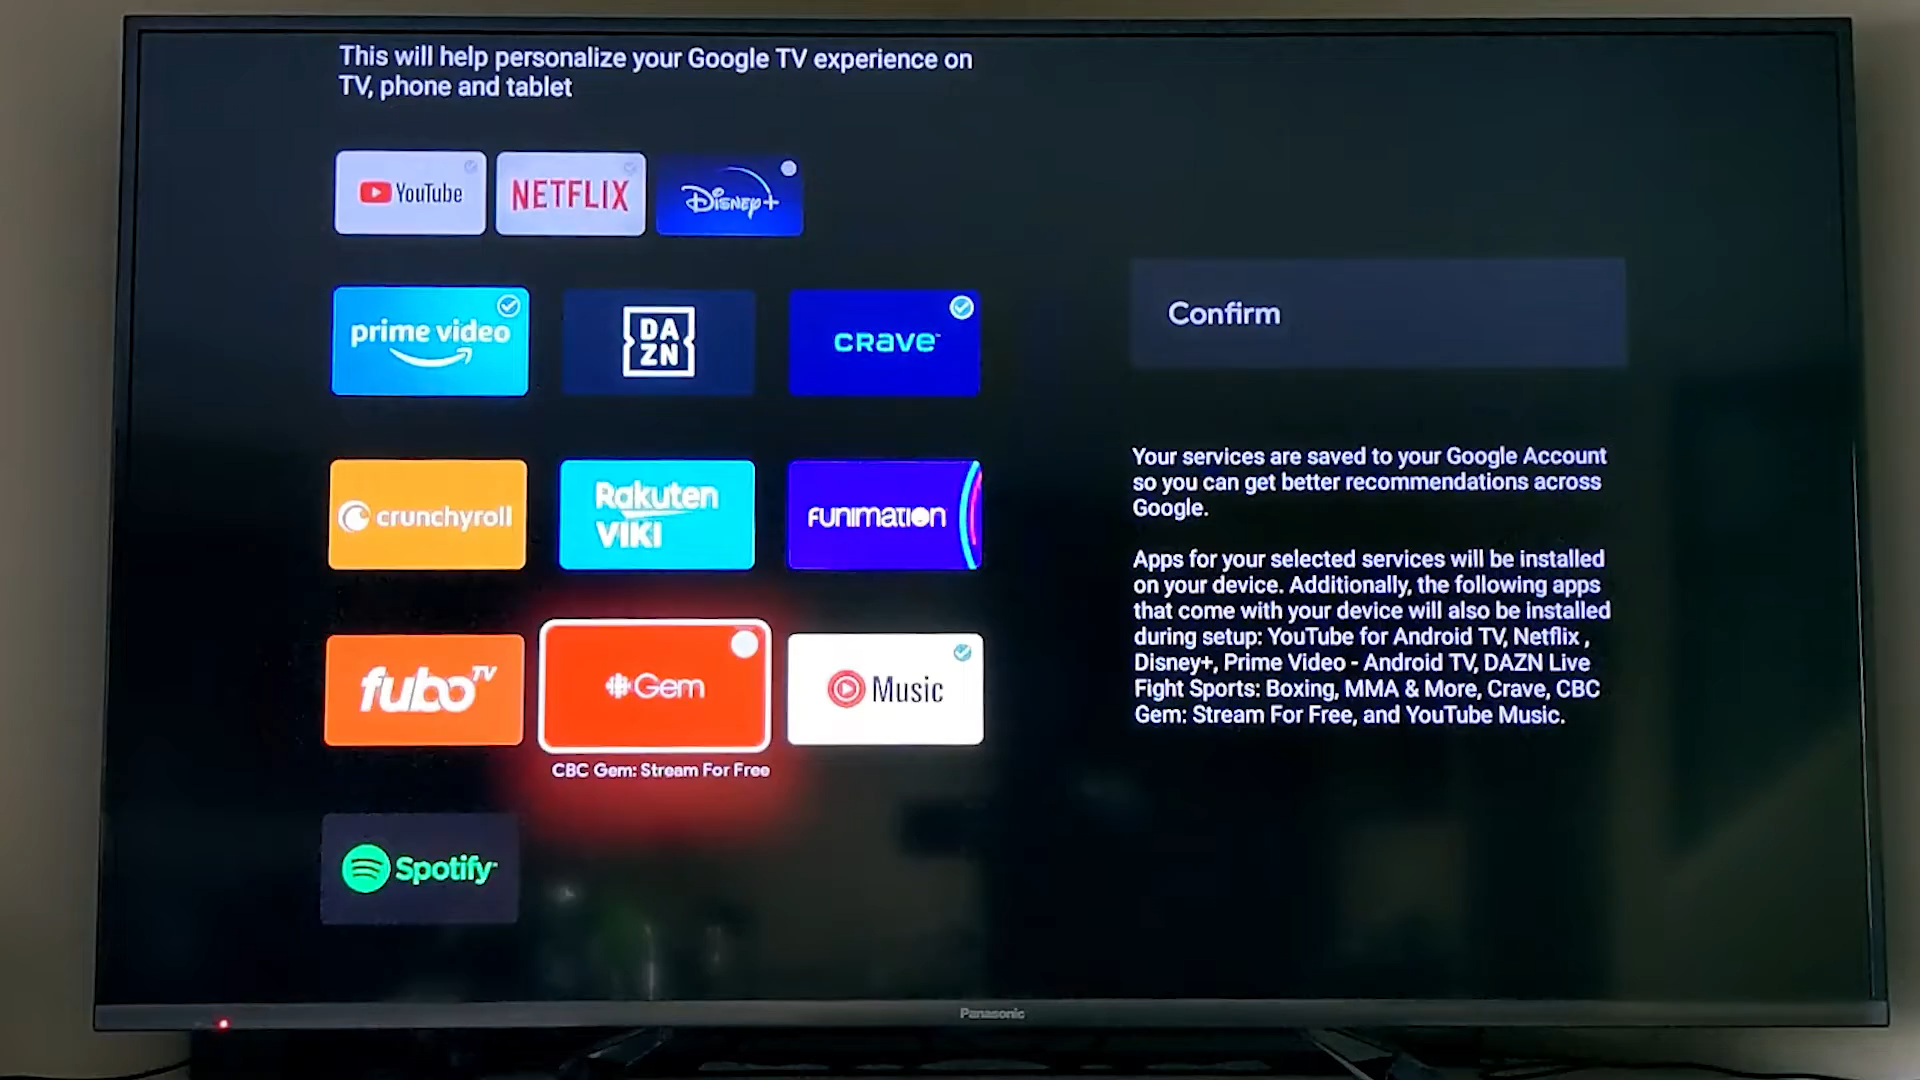 This will help personalize your Google TV experience on
TV, phone and tablet
YouTube
NETFLIX
Disney+
prime video
DAZN
crave
Confirm
crunchyroll
Rakuten
VIKI
FUNIMATION
fubo TV
Gem
Music
CBC Gem: Stream For Free
Spotify
Your services are saved to your Google Account
so you can get better recommendations across
Google.
Apps for your selected services will be installed
on your device. Additionally, the following apps
that come with your device will also be installed
during setup: YouTube for Android TV, Netflix ,
Disney+, Prime Video - Android TV, DAZN Live
Fight Sports: Boxing, MMA & More, Crave, CBC
Gem: Stream For Free, and YouTube Music.
Panasonic